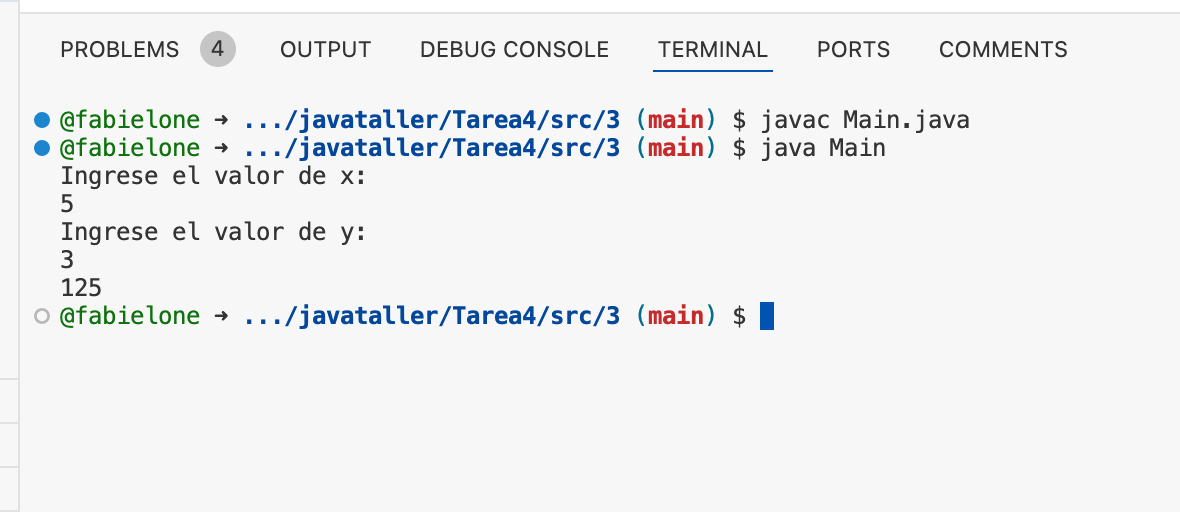 PROBLEMS 4 OUTPUT DEBUG CONSOLE TERMINAL PORTS COMMENTS
@fabielone ➜ .../javataller/Tarea4/src/3 (main) $ javac Main.java
@fabielone ➜ .../javataller/Tarea4/src/3 (main) $ java Main
Ingrese el valor de x:
5
Ingrese el valor de y:
3
125
@fabielone ➜ .../javataller/Tarea4/src/3 (main) $